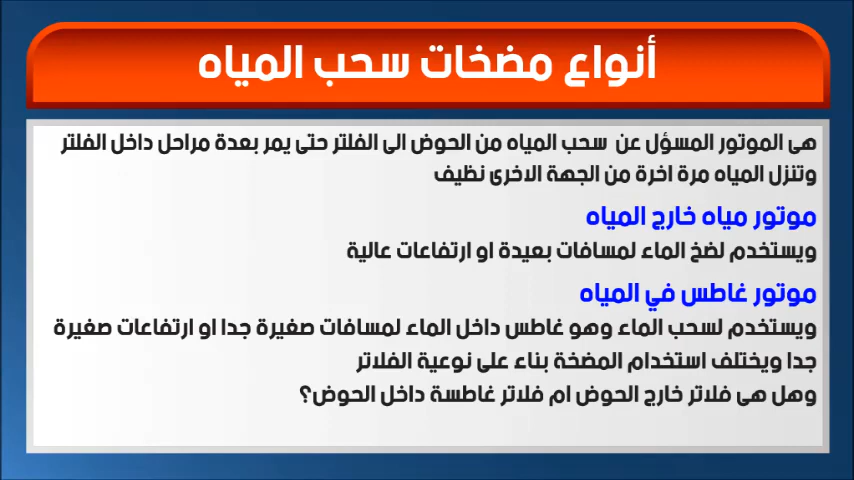 أنواع مضخات سحب المياه
هى الموتور المسؤل عن سحب المياه من الحوض الى الفلتر حتى يمر بعدة مراحل داخل الفلتر
وتنزل المياه مرة اخرة من الجهة الاخرى نظيف
موتور مياه خارج المياه
ويستخدم لضخ الماء لمسافات بعيدة او ارتفاعات عالية
موتور غاطس في المياه
ويستخدم لسحب الماء وهو غاطس داخل الماء لمسافات صغيرة جدا او ارتفاعات صغيرة
جدا ويختلف استخدام المضخة بناء على نوعية الفلاتر
وهل هى فلاتر خارج الحوض ام فلاتر غاطسة داخل الحوض؟